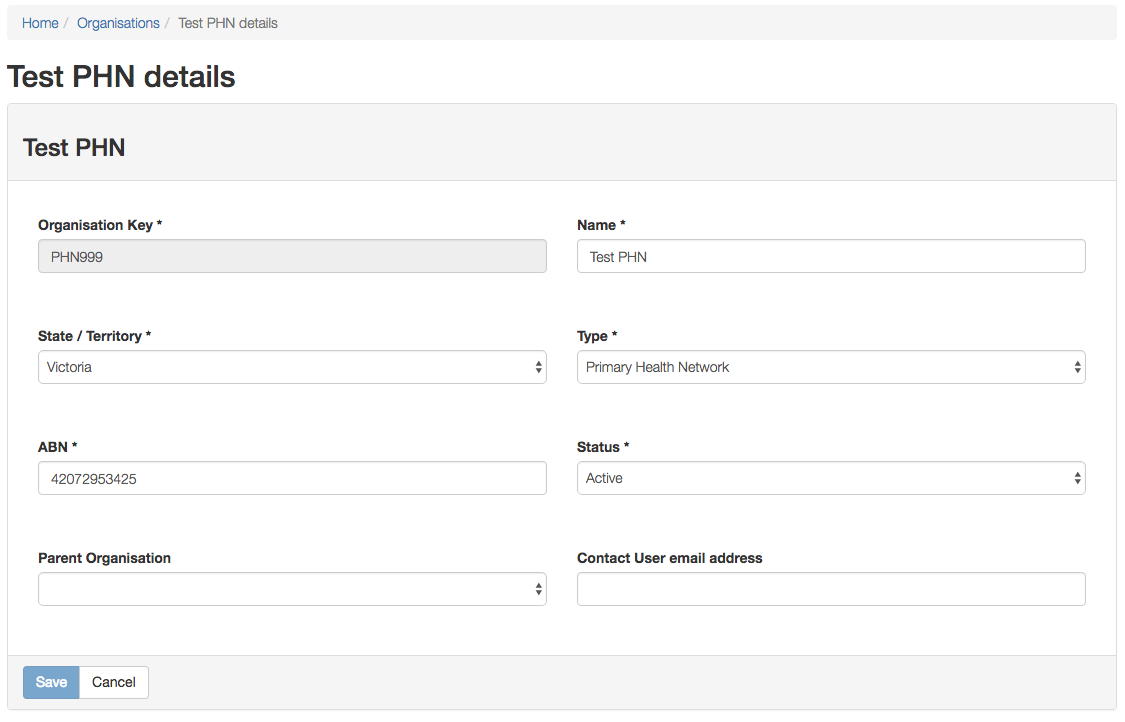 Home / Organisations / Test PHN details
Test PHN details
Test PHN
Organisation Key * Name *
PHN999 Test PHN
State / Territory * Type *
Victoria Primary Health Network
ABN * Status *
42072953425 Active
Parent Organisation Contact User email address
Save Cancel